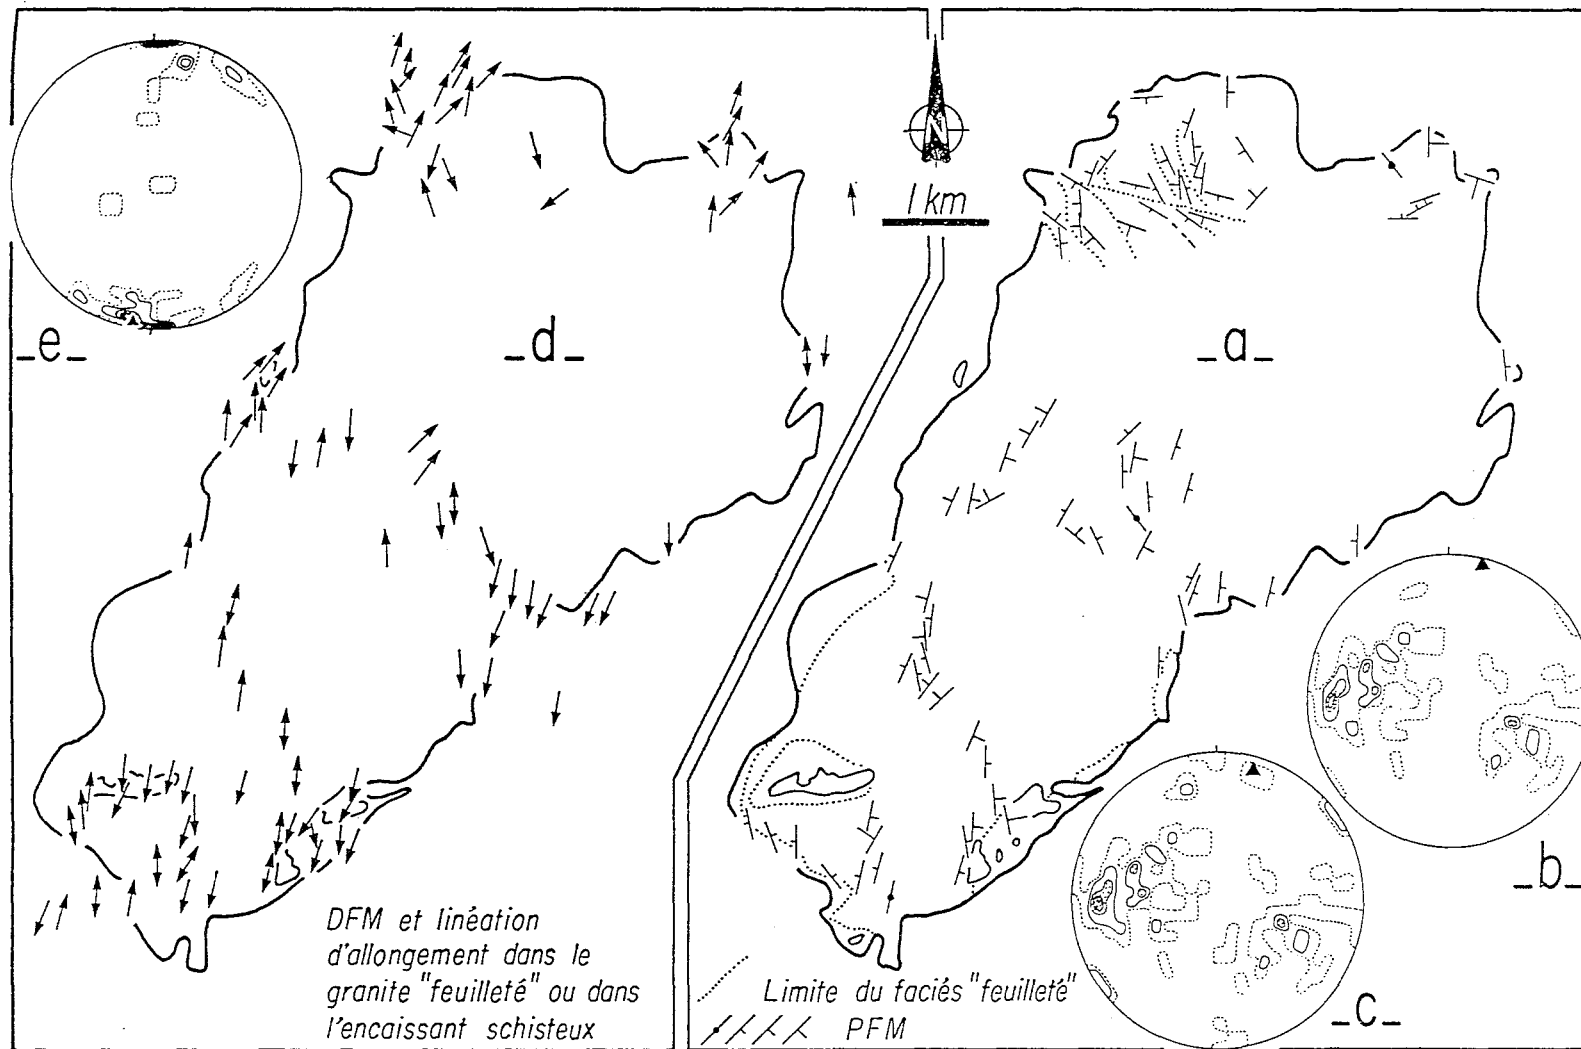 N
1 km
_e_
_d_
_a_
_b_
_c_
DFM et linéation
d'allongement dans le
granite "feuilleté" ou dans
l'encaissant schisteux
Limite du faciés "feuilleté"
PFM